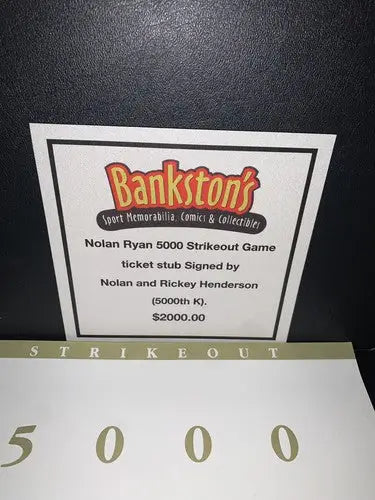 Bankston's
Sport Memorabilia, Comics & Collectibles
Nolan Ryan 5000 Strikeout Game
ticket stub Signed by
Nolan and Rickey Henderson
(5000th K).
$2000.00
STRIKEOUT
5000